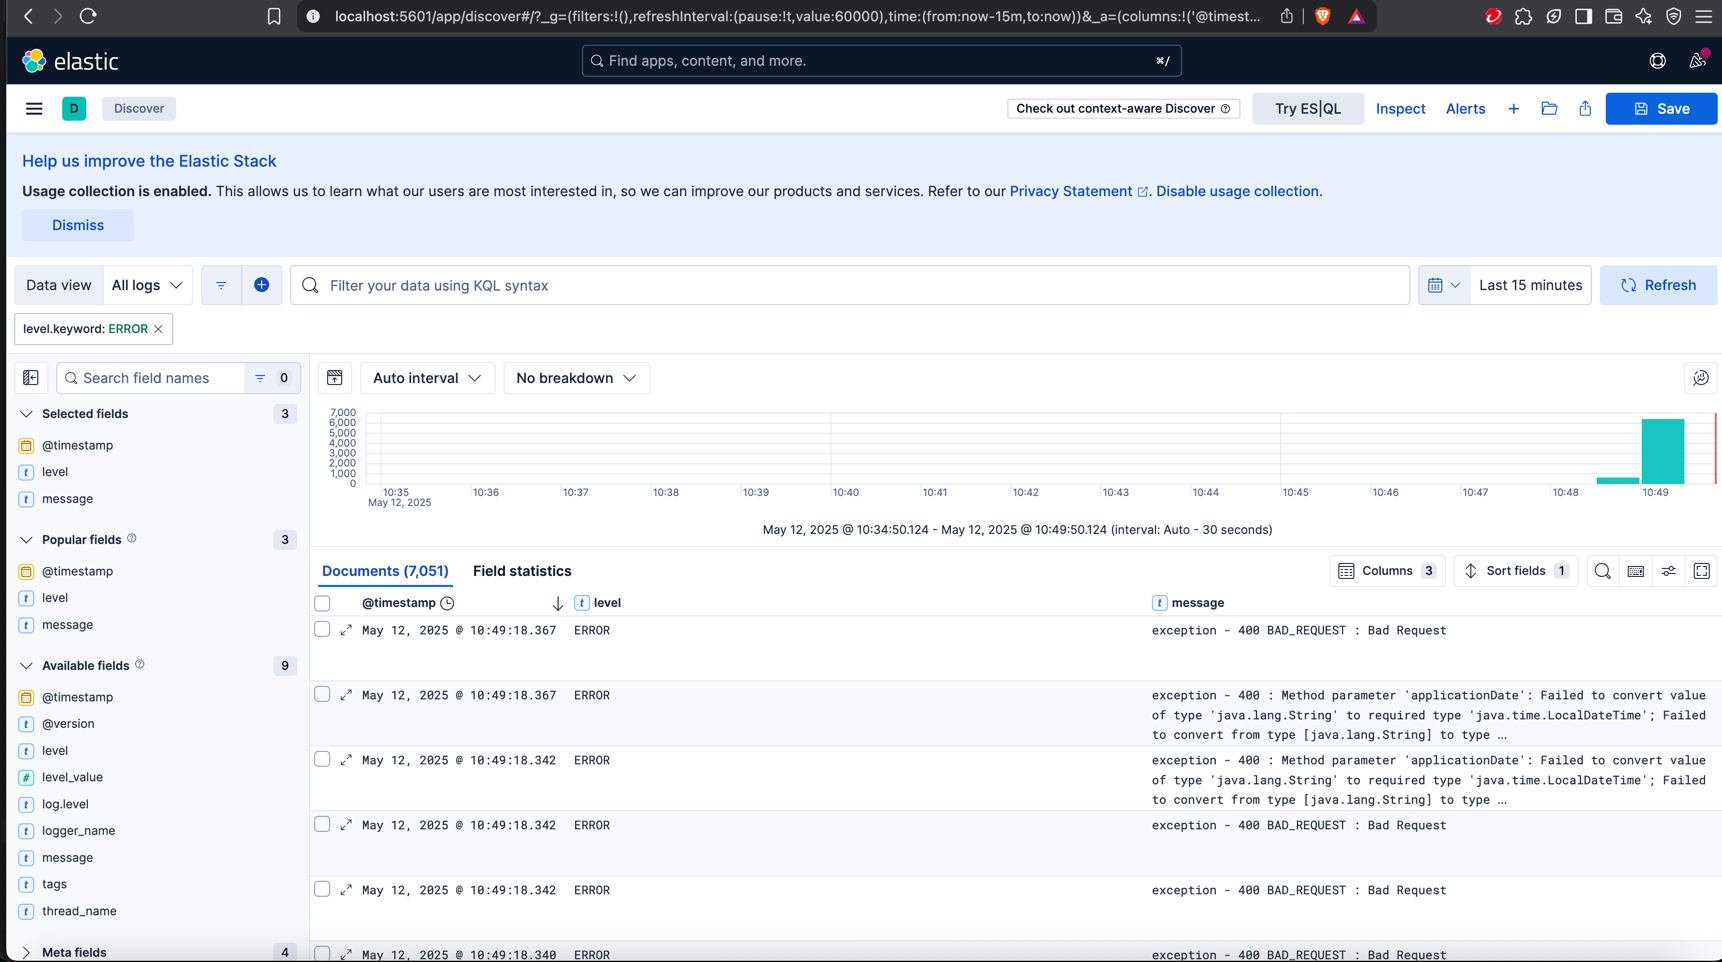 localhost:5601/app/discover#/?_g=(filters:!(),refreshInterval:(pause:!t,value:60000),time:(from:now-15m,to:now))&_a=(columns:!('@timest...
elastic
Find apps, content, and more.
⌘/
D
Discover
Check out context-aware Discover
Try ES|QL
Inspect
Alerts
Save
Help us improve the Elastic Stack
Usage collection is enabled. This allows us to learn what our users are most interested in, so we can improve our products and services. Refer to our Privacy Statement. Disable usage collection.
Dismiss
Data view
All logs
Filter your data using KQL syntax
Last 15 minutes
Refresh
level.keyword: ERROR
Search field names
0
Selected fields
3
@timestamp
t level
t message
Popular fields
3
@timestamp
t level
t message
Available fields
9
@timestamp
t @version
t level
# level_value
t log.level
t logger_name
t message
t tags
t thread_name
Meta fields
4
Auto interval
No breakdown
7,000
6,000
5,000
4,000
3,000
2,000
1,000
0
10:35 10:36 10:37 10:38 10:39 10:40 10:41 10:42 10:43 10:44 10:45 10:46 10:47 10:48 10:49
May 12, 2025
May 12, 2025 @ 10:34:50.124 - May 12, 2025 @ 10:49:50.124 (interval: Auto - 30 seconds)
Documents (7,051)
Field statistics
Columns 3
Sort fields 1
@timestamp
t level
t message
May 12, 2025 @ 10:49:18.367 ERROR exception - 400 BAD_REQUEST : Bad Request
May 12, 2025 @ 10:49:18.367 ERROR exception - 400 : Method parameter 'applicationDate': Failed to convert value
of type 'java.lang.String' to required type 'java.time.LocalDateTime'; Failed
to convert from type [java.lang.String] to type ...
May 12, 2025 @ 10:49:18.342 ERROR exception - 400 : Method parameter 'applicationDate': Failed to convert value
of type 'java.lang.String' to required type 'java.time.LocalDateTime'; Failed
to convert from type [java.lang.String] to type ...
May 12, 2025 @ 10:49:18.342 ERROR exception - 400 BAD_REQUEST : Bad Request
May 12, 2025 @ 10:49:18.342 ERROR exception - 400 BAD_REQUEST : Bad Request
May 12, 2025 @ 10:49:18.340 ERROR exception - 400 BAD_REQUEST : Bad Request